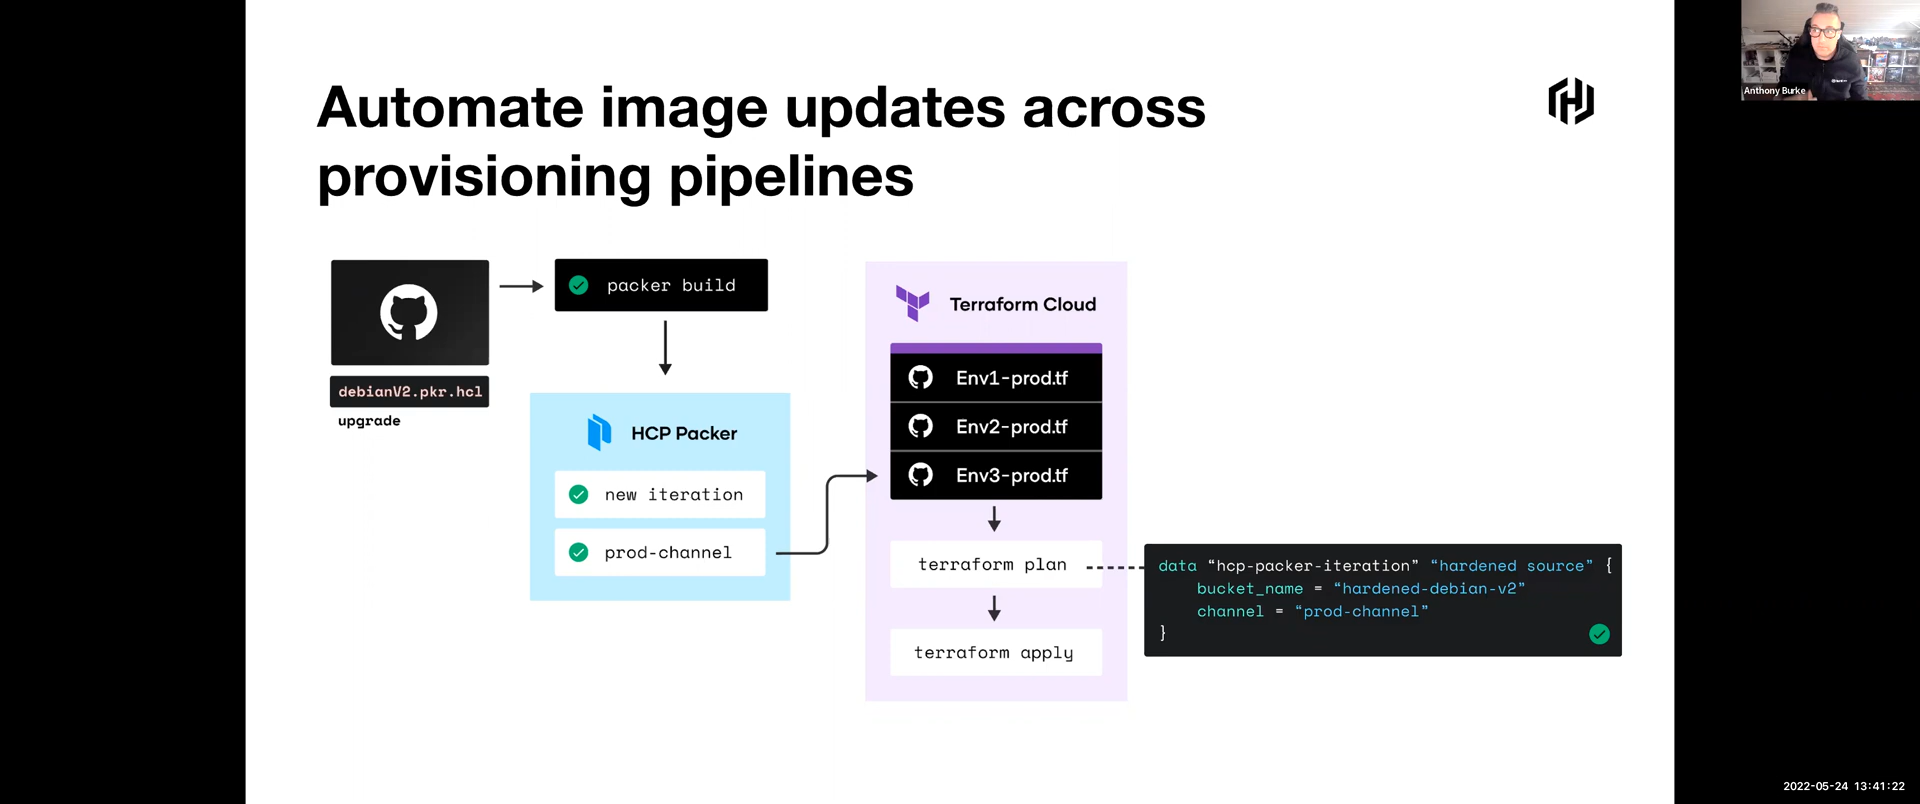 Automate image updates across
provisioning pipelines
Anthony Burke
debianV2.pkr.hcl
upgrade
packer build
HCP Packer
new iteration
prod-channel
Terraform Cloud
Env1-prod.tf
Env2-prod.tf
Env3-prod.tf
terraform plan
terraform apply
data “hcp-packer-iteration” “hardened source” {
bucket_name = “hardened-debian-v2”
channel = “prod-channel”
}
2022-05-24 13:41:22